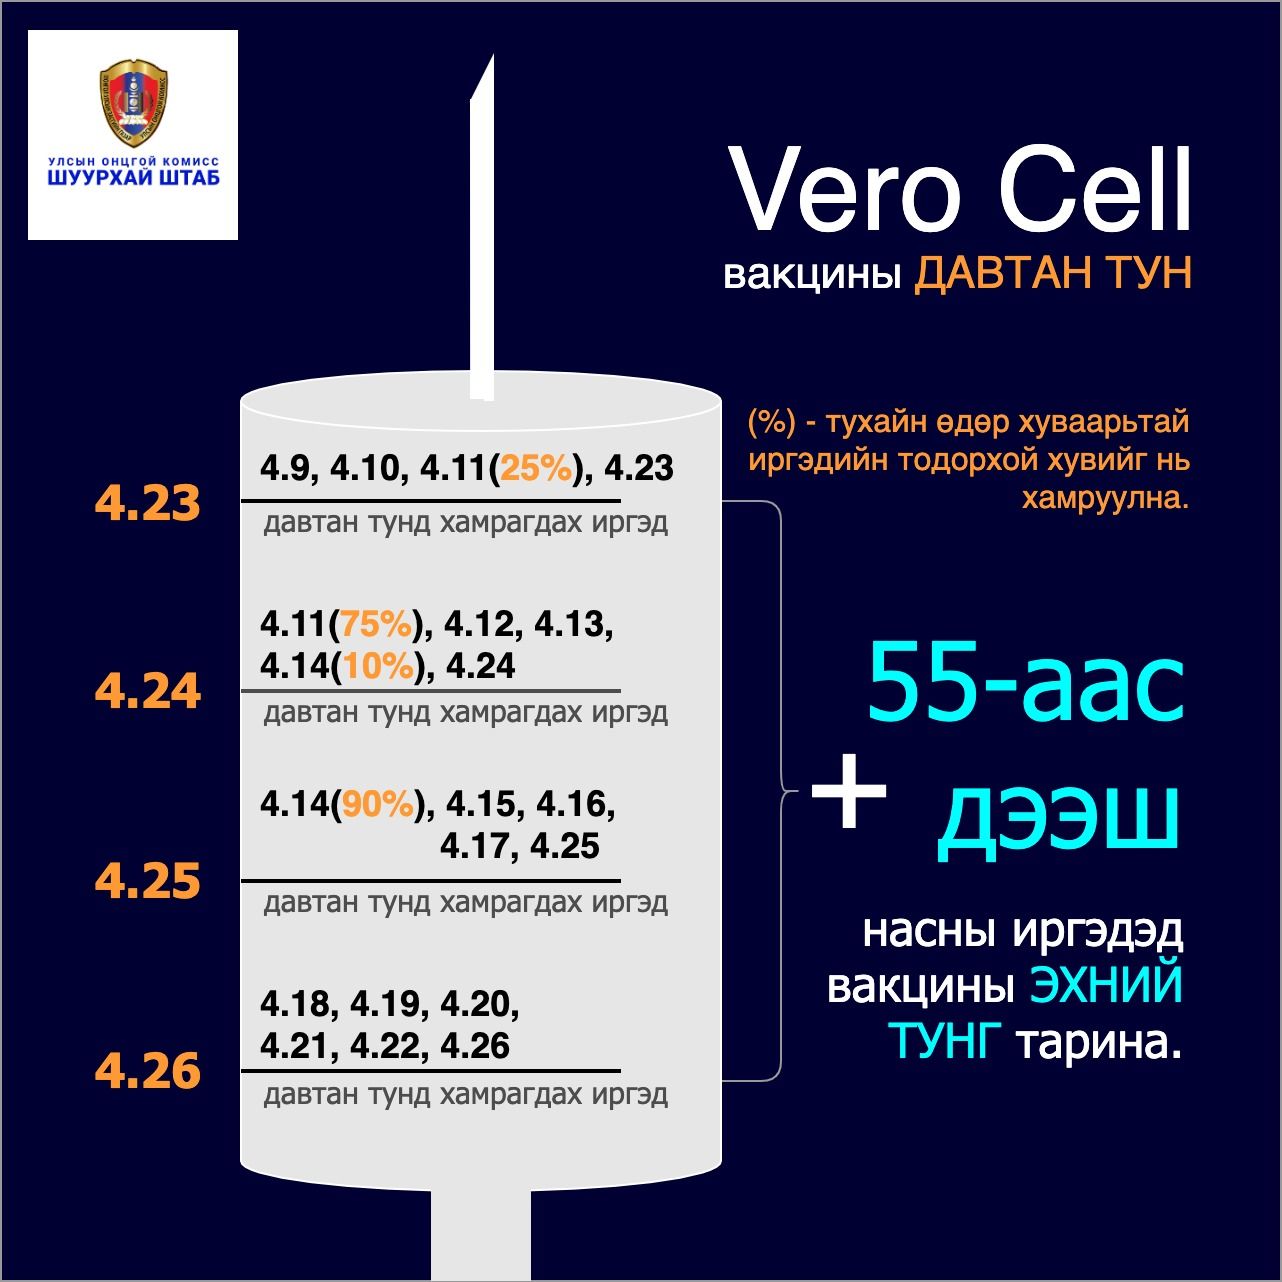 УЛСЫН ОНЦГОЙ КОМИСС
ШУУРХАЙ ШТАБ
Vero Cell
вакцины ДАВТАН ТУН
(%) - тухайн өдөр хуваарьтай
иргэдийн тодорхой хувийг нь
хамруулна.
4.23
4.9, 4.10, 4.11(25%), 4.23
давтан тунд хамрагдах иргэд
4.24
4.11(75%), 4.12, 4.13,
4.14(10%), 4.24
давтан тунд хамрагдах иргэд
4.25
4.14(90%), 4.15, 4.16,
4.17, 4.25
давтан тунд хамрагдах иргэд
4.26
4.18, 4.19, 4.20,
4.21, 4.22, 4.26
давтан тунд хамрагдах иргэд
55-аас
+ дээш
насны иргэдэд
вакцины ЭХНИЙ
ТУНГ тарина.